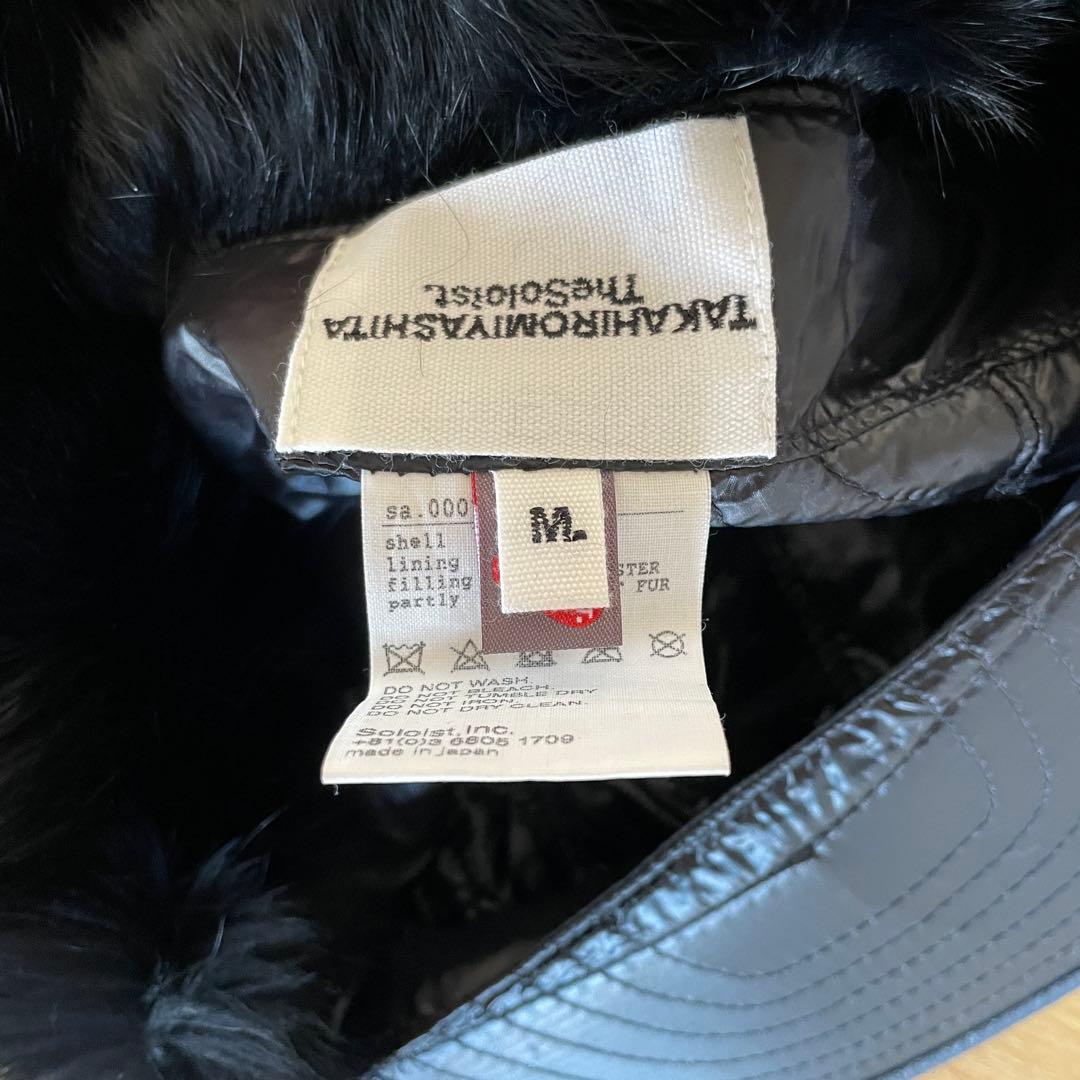 TAKAHIROMIYASHITA
TheSoloist.
M.
sa.000
shell
lining
filling
partly
FUR
DO NOT WASH.
DO NOT BLEACH.
DO NOT TUMBLE DRY
DO NOT IRON.
DO NOT DRY CLEAN.
Soloist,Inc.
+81(0)3 6805 1709
made in Japan